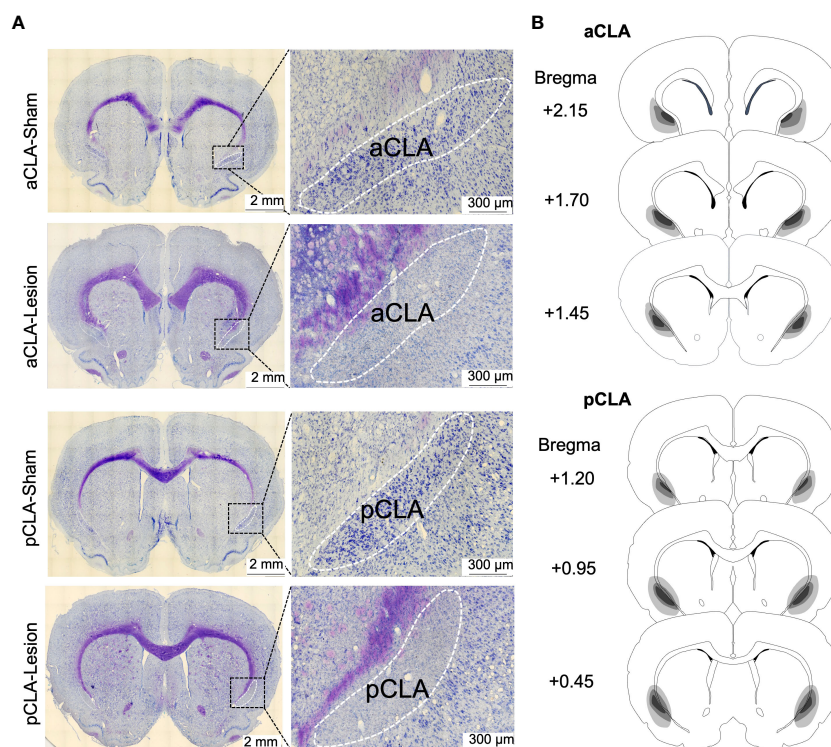 A
aCLA-Sham
2 mm
aCLA
300 µm
aCLA-Lesion
2 mm
aCLA
300 µm
pCLA-Sham
2 mm
pCLA
300 µm
pCLA-Lesion
2 mm
pCLA
300 µm
B
aCLA
Bregma
+2.15
+1.70
+1.45
pCLA
Bregma
+1.20
+0.95
+0.45